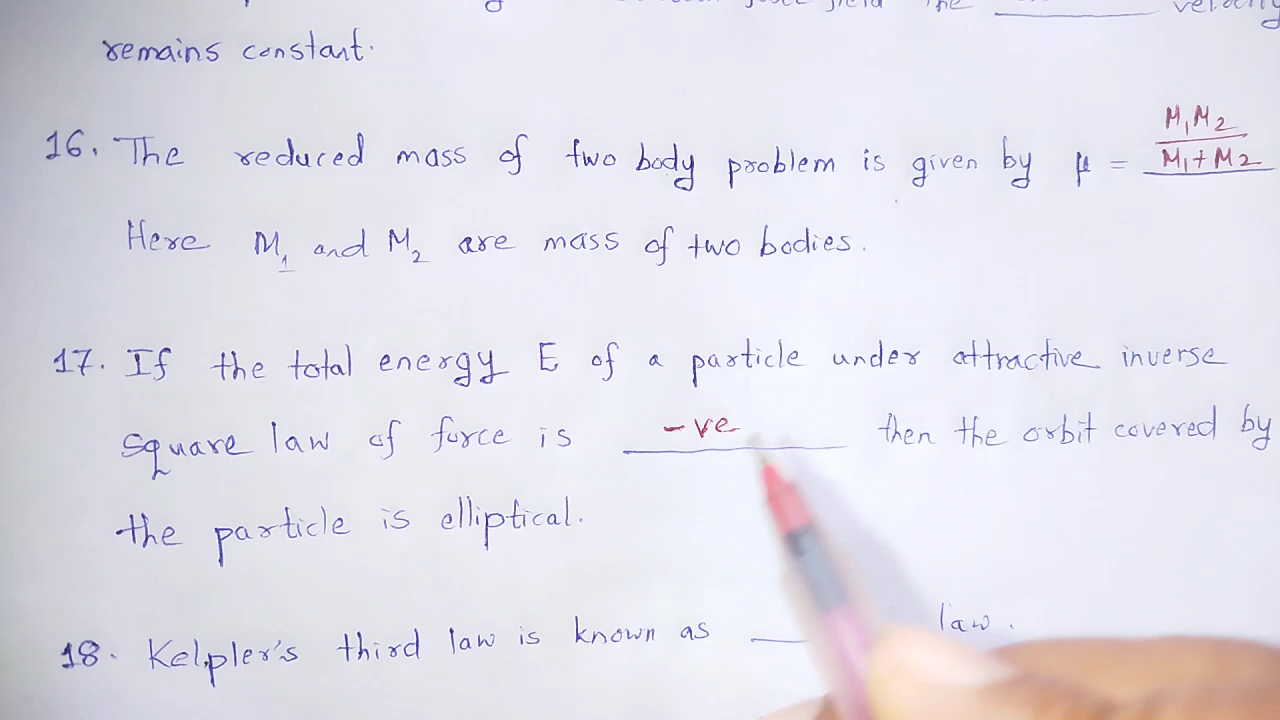 the velocity
remains constant.
16. The reduced mass of two body problem is given by μ = M₁M₂ / M₁+M₂
Here M₁ and M₂ are mass of two bodies.
17. If the total energy E of a particle under attractive inverse
square law of force is -ve then the orbit covered by
the particle is elliptical.
18. Kelpler's third law is known as law.